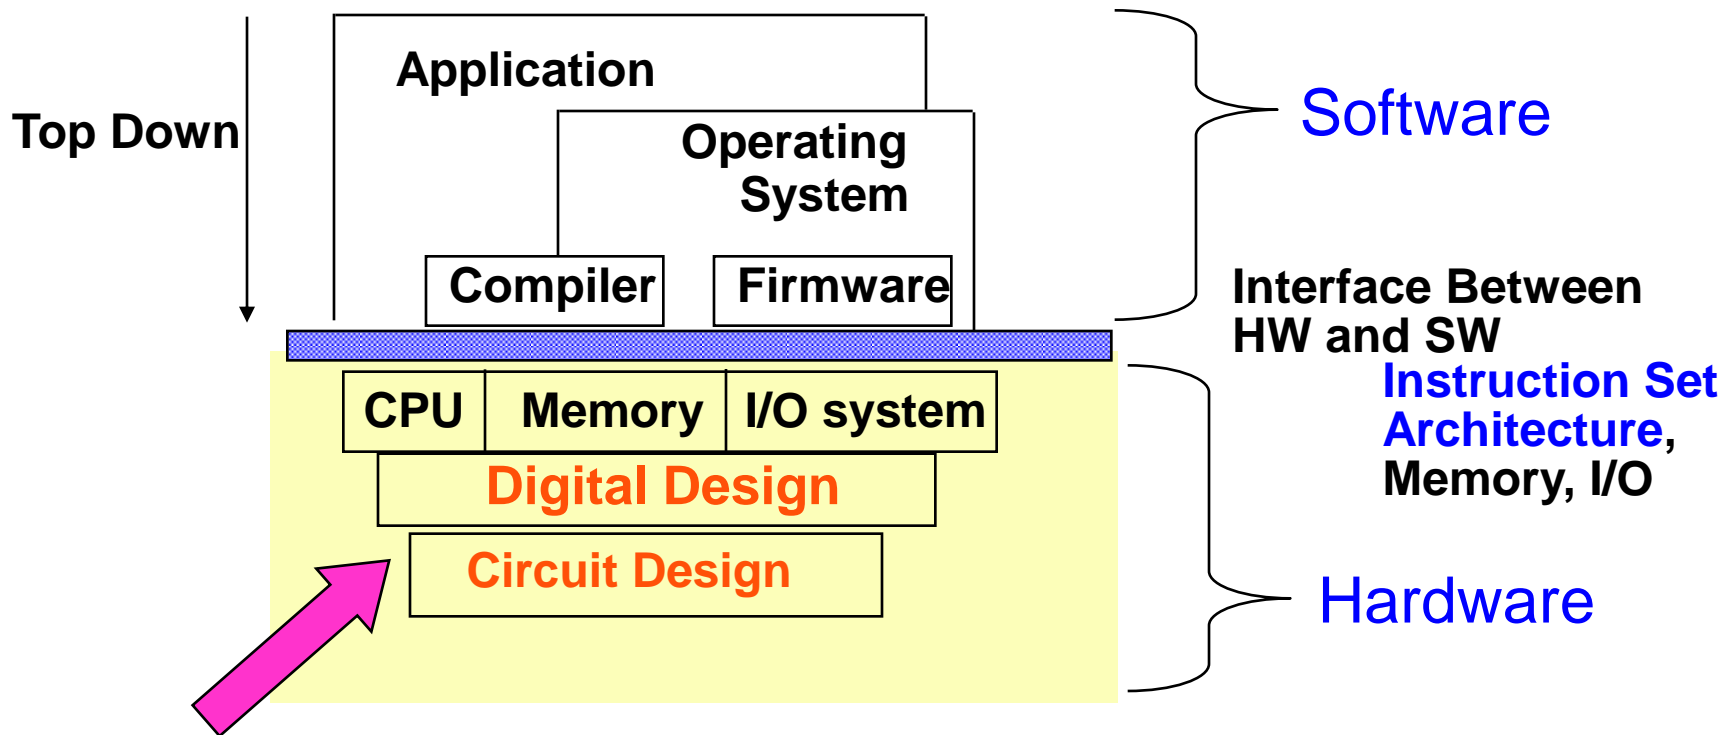 Application
Top Down
Software
Operating
System
Compiler
Firmware
Interface Between
HW and SW
Instruction Set
Architecture,
Memory, I/O
CPU
Memory
I/O system
Digital Design
Circuit Design
Hardware